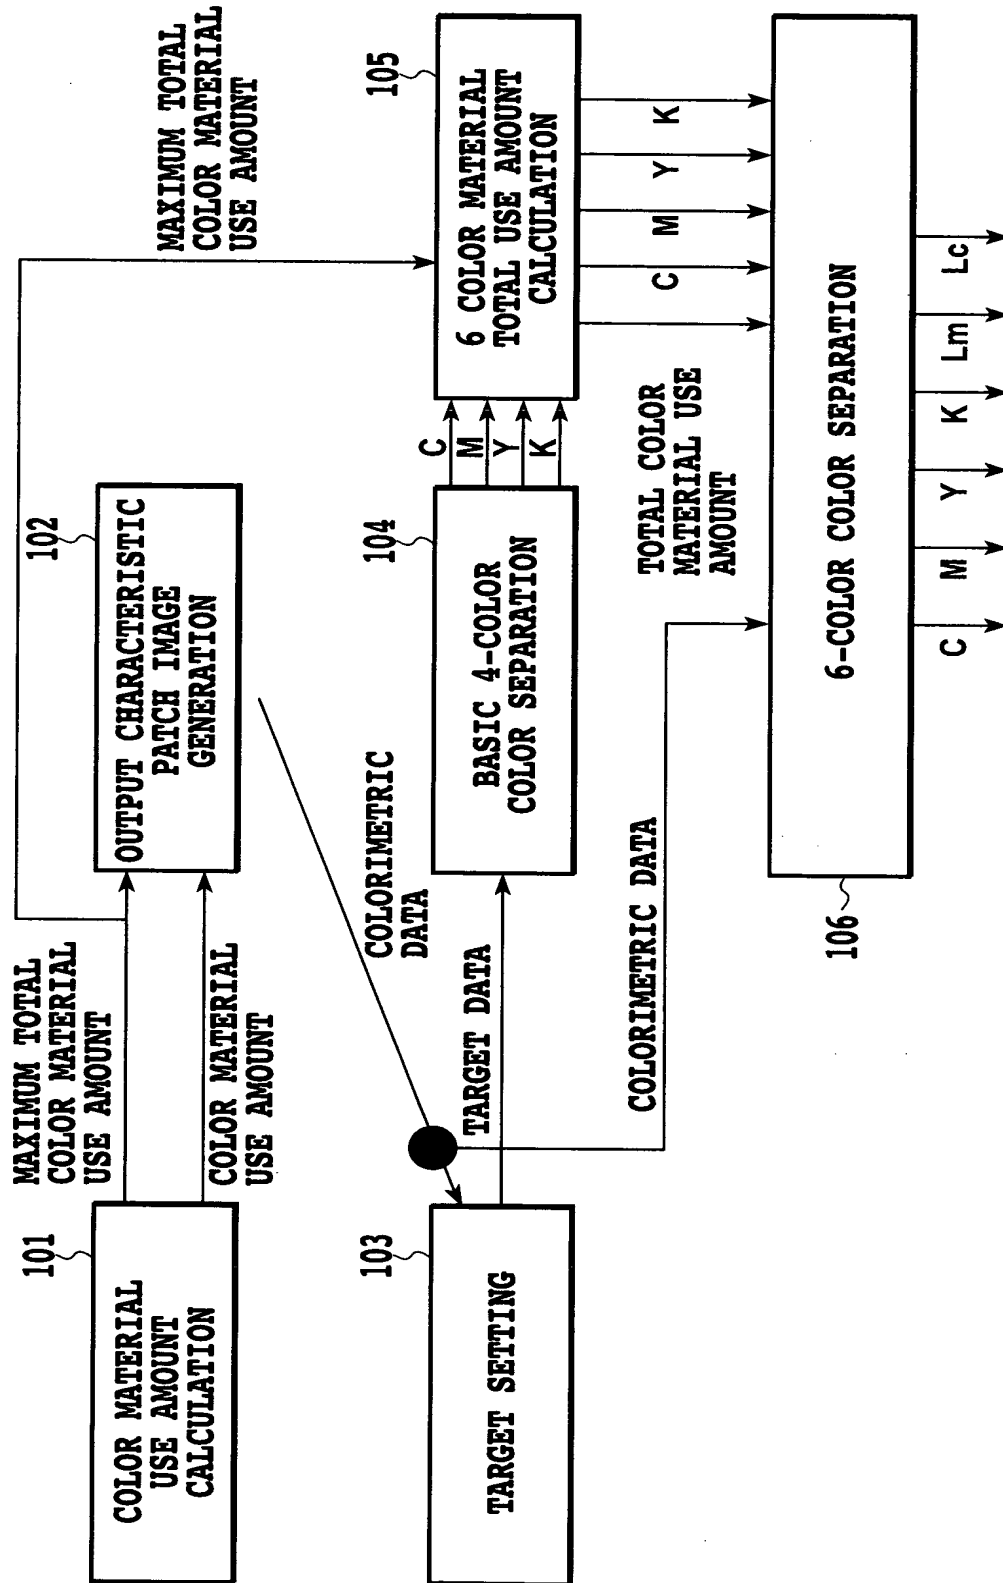 101
COLOR MATERIAL
USE AMOUNT
CALCULATION
MAXIMUM TOTAL
COLOR MATERIAL
USE AMOUNT
COLOR MATERIAL
USE AMOUNT
102
OUTPUT CHARACTERISTIC
PATCH IMAGE
GENERATION
MAXIMUM TOTAL
COLOR MATERIAL
USE AMOUNT
103
TARGET SETTING
COLORIMETRIC
DATA
TARGET DATA
104
BASIC 4-COLOR
COLOR SEPARATION
C
M
Y
K
105
6 COLOR MATERIAL
TOTAL USE AMOUNT
CALCULATION
COLORIMETRIC DATA
TOTAL COLOR
MATERIAL USE
AMOUNT
C
M
Y
K
106
6-COLOR COLOR SEPARATION
C
M
Y
K
Lm
Lc